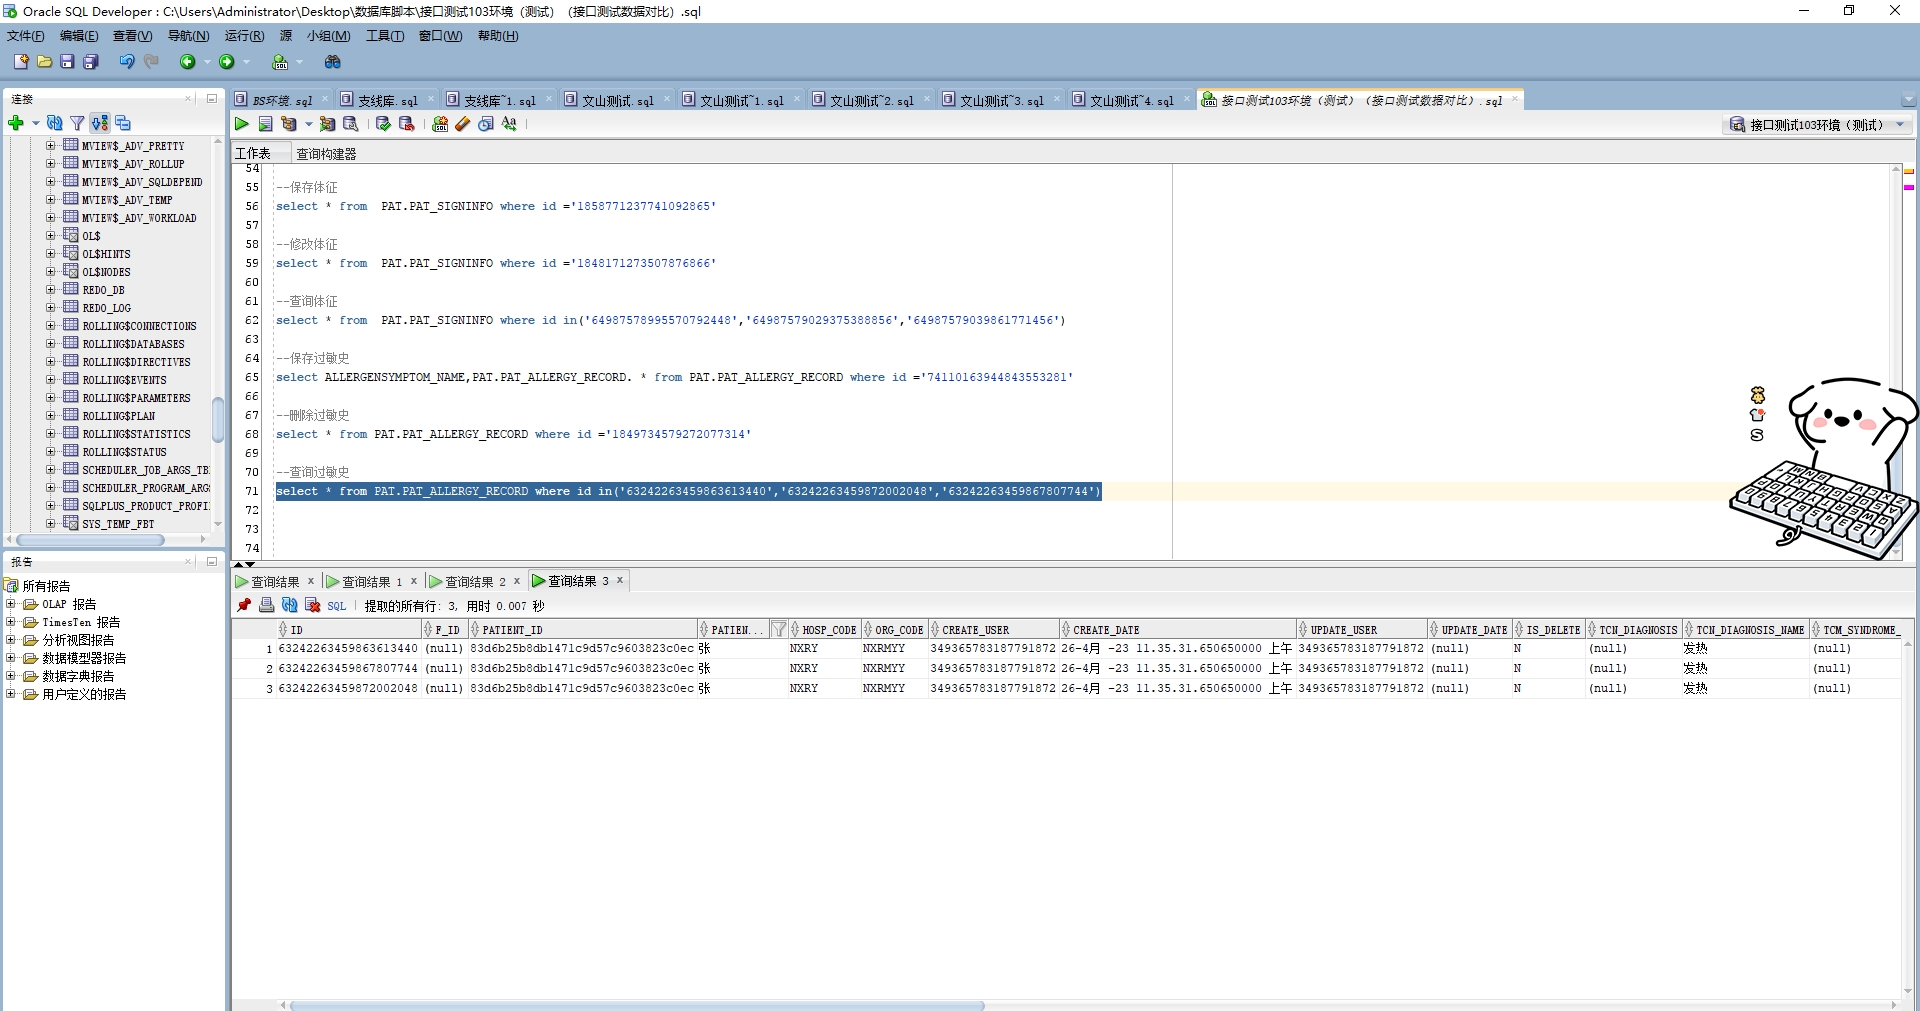 Oracle SQL Developer : C:\Users\Administrator\Desktop\数据库脚本\接口测试103环境（测试）（接口测试数据对比）.sql
文件(F) 编辑(E) 查看(V) 导航(N) 运行(R) 源 小组(M) 工具(T) 窗口(W) 帮助(H)
连接
MVIEW$_ADV_PRETTY
MVIEW$_ADV_ROLLUP
MVIEW$_ADV_SQLDEPEND
MVIEW$_ADV_TEMP
MVIEW$_ADV_WORKLOAD
OL$
OL$HINTS
OL$NODES
REDO_DB
REDO_LOG
ROLLING$CONNECTIONS
ROLLING$DATABASES
ROLLING$DIRECTIVES
ROLLING$EVENTS
ROLLING$PARAMETERS
ROLLING$PLAN
ROLLING$STATISTICS
ROLLING$STATUS
SCHEDULER_JOB_ARGS_TB
SCHEDULER_PROGRAM_ARG
SQLPLUS_PRODUCT_PROFI
SYS_TEMP_FBT
报告
所有报告
OLAP 报告
TimesTen 报告
分析视图报告
数据模型器报告
数据字典报告
用户定义的报告
BS环境.sql 支线库.sql 支线库~1.sql 文山测试.sql 文山测试~1.sql 文山测试~2.sql 文山测试~3.sql 文山测试~4.sql 接口测试103环境（测试）（接口测试数据对比）.sql
接口测试103环境（测试）
工作表 查询构建器
54
55 --保存体征
56 select * from  PAT.PAT_SIGNINFO where id ='1858771237741092865'
57
58 --修改体征
59 select * from  PAT.PAT_SIGNINFO where id ='1848171273507876866'
60
61 --查询体征
62 select * from  PAT.PAT_SIGNINFO where id in('64987578995570792448','64987579029375388856','64987579039861771456')
63
64 --保存过敏史
65 select ALLERGENSYMPTOM_NAME,PAT.PAT_ALLERGY_RECORD. * from PAT.PAT_ALLERGY_RECORD where id ='74110163944843553281'
66
67 --删除过敏史
68 select * from PAT.PAT_ALLERGY_RECORD where id ='1849734579272077314'
69
70 --查询过敏史
71 select * from PAT.PAT_ALLERGY_RECORD where id in('63242263459863613440','63242263459872002048','63242263459867807744')
72
73
74
查询结果 查询结果 1 查询结果 2 查询结果 3
SQL 提取的所有行: 3, 用时 0.007 秒
ID F_ID PATIENT_ID PATIEN... HOSP_CODE ORG_CODE CREATE_USER CREATE_DATE UPDATE_USER UPDATE_DATE IS_DELETE TCN_DIAGNOSIS TCN_DIAGNOSIS_NAME TCM_SYNDROME_
1 63242263459863613440 (null) 83d6b25b8db1471c9d57c9603823c0ec 张 NXRY NXRMYY 349365783187791872 26-4月 -23 11.35.31.650650000 上午 349365783187791872 (null) N (null) 发热 (null)
2 63242263459867807744 (null) 83d6b25b8db1471c9d57c9603823c0ec 张 NXRY NXRMYY 349365783187791872 26-4月 -23 11.35.31.650650000 上午 349365783187791872 (null) N (null) 发热 (null)
3 63242263459872002048 (null) 83d6b25b8db1471c9d57c9603823c0ec 张 NXRY NXRMYY 349365783187791872 26-4月 -23 11.35.31.650650000 上午 349365783187791872 (null) N (null) 发热 (null)